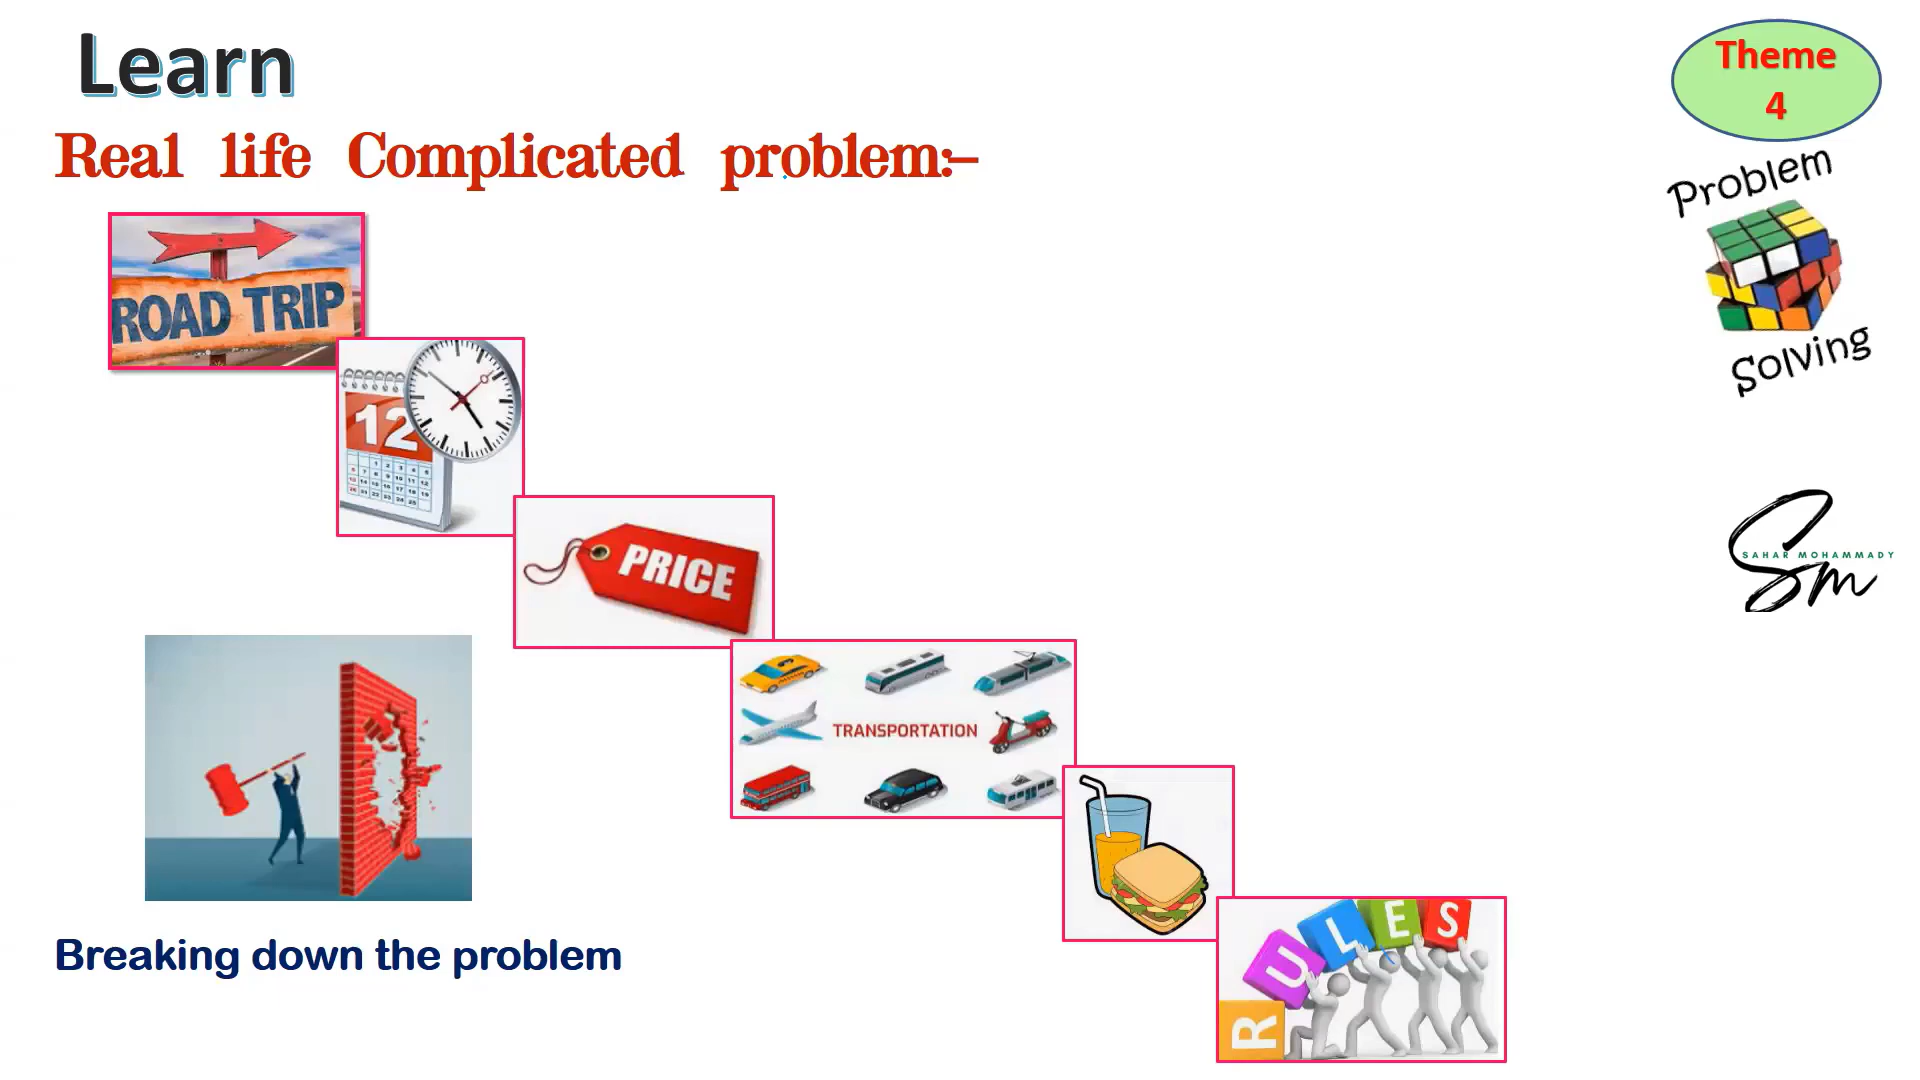 Learn
Theme
4
Real life Complicated problem:-
Problem
Solving
ROAD TRIP
12
PRICE
SAHAR MOHAMMADY
Sm
TRANSPORTATION
RULES
Breaking down the problem